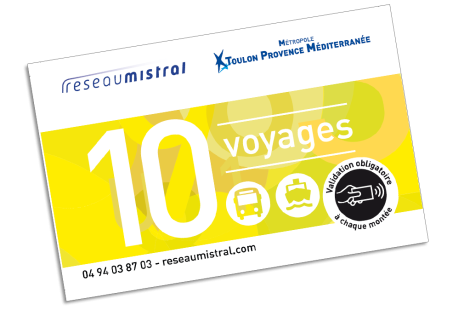 reseaumistral
MÉTROPOLE
TOULON PROVENCE MÉDITERRANÉE
10
voyages
Validation obligatoire
à chaque montée
04 94 03 87 03 - reseaumistral.com